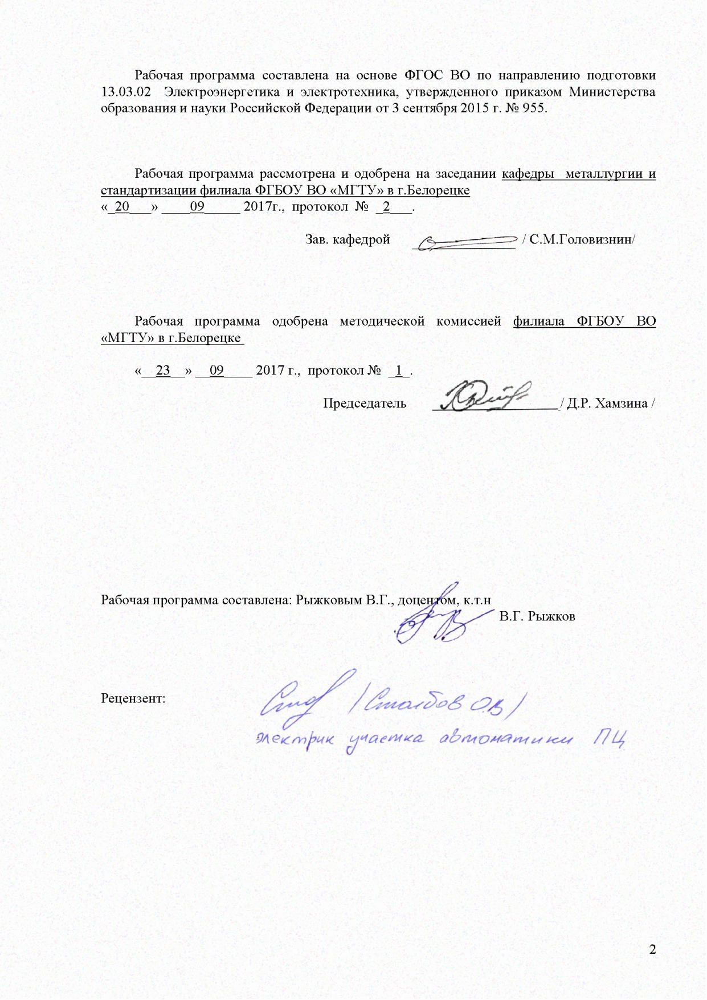 Рабочая программа составлена на основе ФГОС ВО по направлению подготовки
13.03.02 Электроэнергетика и электротехника, утвержденного приказом Министерства
образования и науки Российской Федерации от 3 сентября 2015 г. № 955.
Рабочая программа рассмотрена и одобрена на заседании кафедры металлургии и
стандартизации филиала ФГБОУ ВО «МГТУ» в г.Белорецке
«_20___» ____09_____ 2017г., протокол № _2___.
Зав. кафедрой / С.М.Головизнин/
Рабочая программа одобрена методической комиссией филиала ФГБОУ ВО
«МГТУ» в г.Белорецке
«__23__» __09____ 2017 г., протокол № _1_.
Председатель / Д.Р. Хамзина /
Рабочая программа составлена: Рыжковым В.Г., доцентом, к.т.н
В.Г. Рыжков
Рецензент: /Столбов О.В/
электрик участка автоматики ПЦ
2